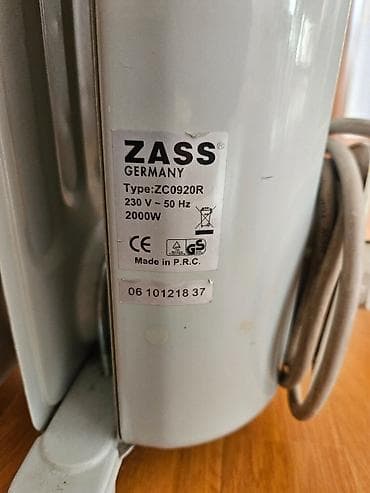 ZASS®
GERMANY
Type:ZC0920R
230 V ~ 50 Hz
2000W
CE GS
Made in P.R.C.
06 101218 37